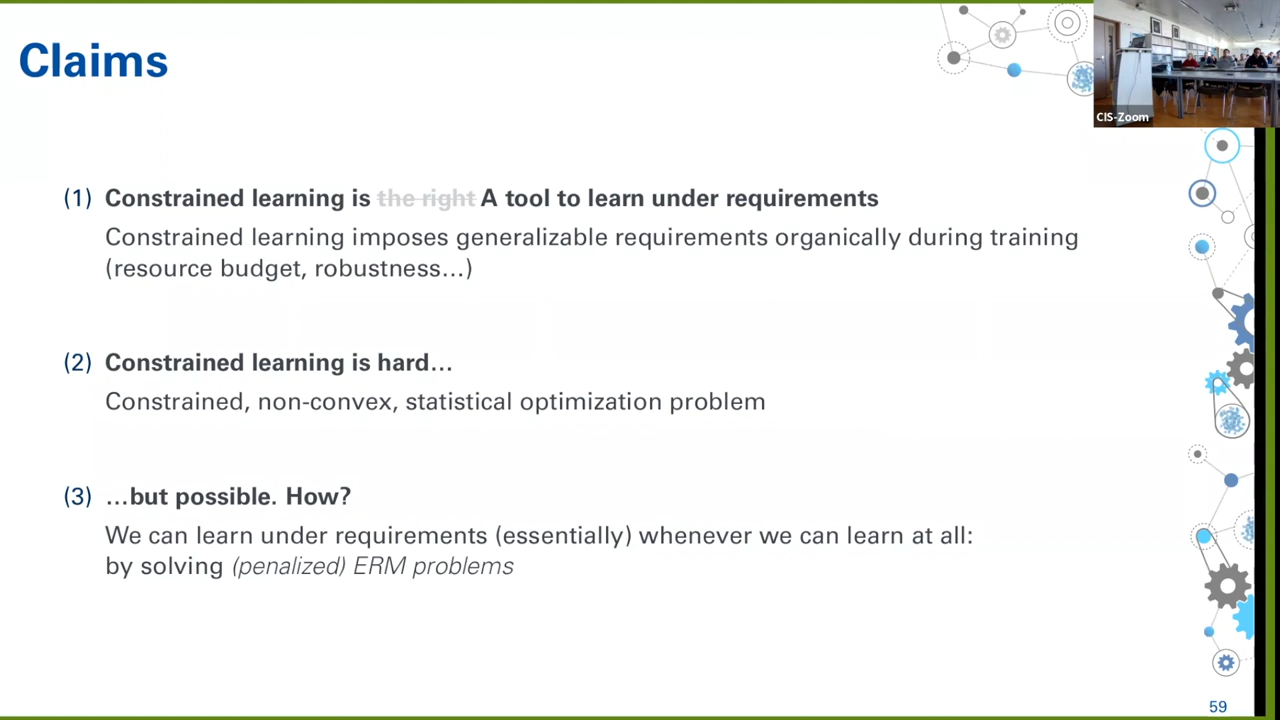 Claims
CIS-Zoom
(1) Constrained learning is the right A tool to learn under requirements
Constrained learning imposes generalizable requirements organically during training
(resource budget, robustness…)
(2) Constrained learning is hard…
Constrained, non-convex, statistical optimization problem
(3) …but possible. How?
We can learn under requirements (essentially) whenever we can learn at all:
by solving (penalized) ERM problems
59